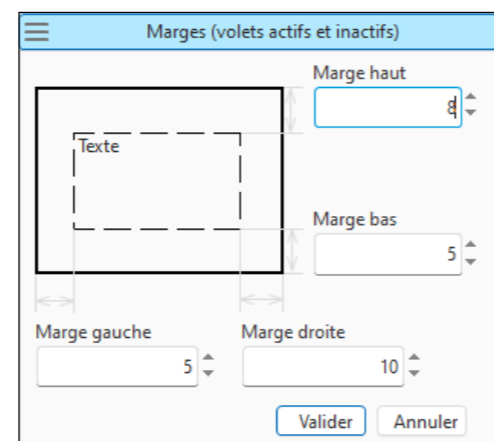 Marges (volets actifs et inactifs)
Marge haut
8
Texte
Marge bas
5
Marge gauche
5
Marge droite
10
Valider
Annuler